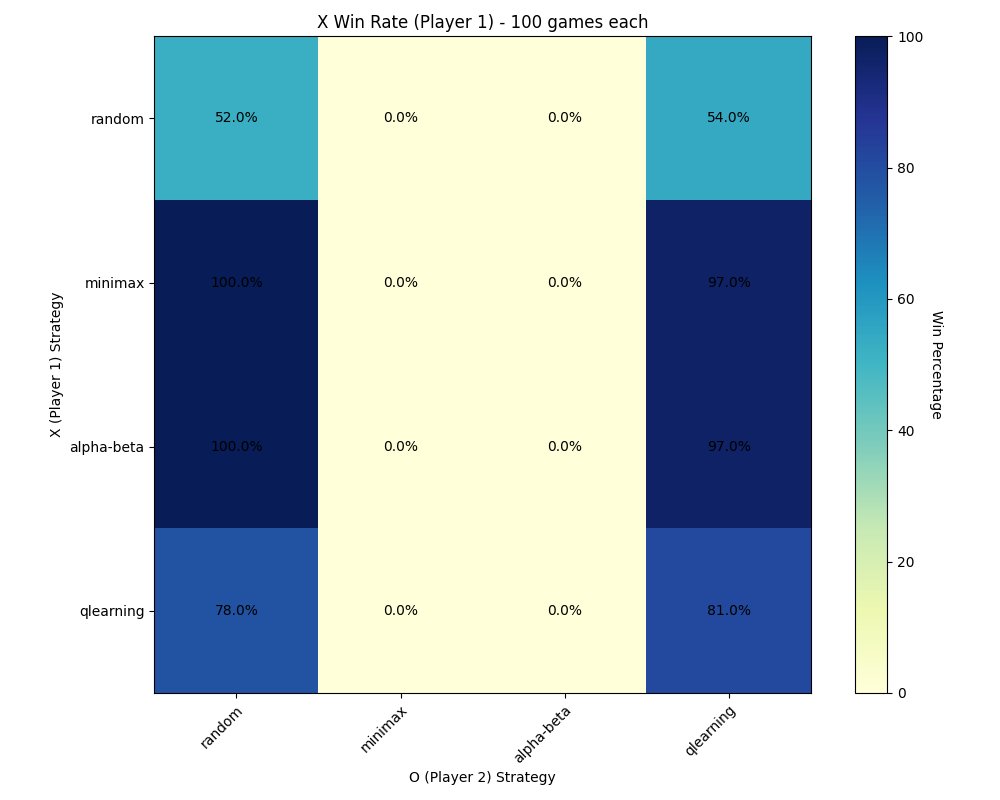 X Win Rate (Player 1) - 100 games each
X (Player 1) Strategy
random
52.0% 0.0% 0.0% 54.0%
minimax
100.0% 0.0% 0.0% 97.0%
alpha-beta
100.0% 0.0% 0.0% 97.0%
qlearning
78.0% 0.0% 0.0% 81.0%
random
minimax
alpha-beta
qlearning
O (Player 2) Strategy
100
80
60
40
20
0
Win Percentage